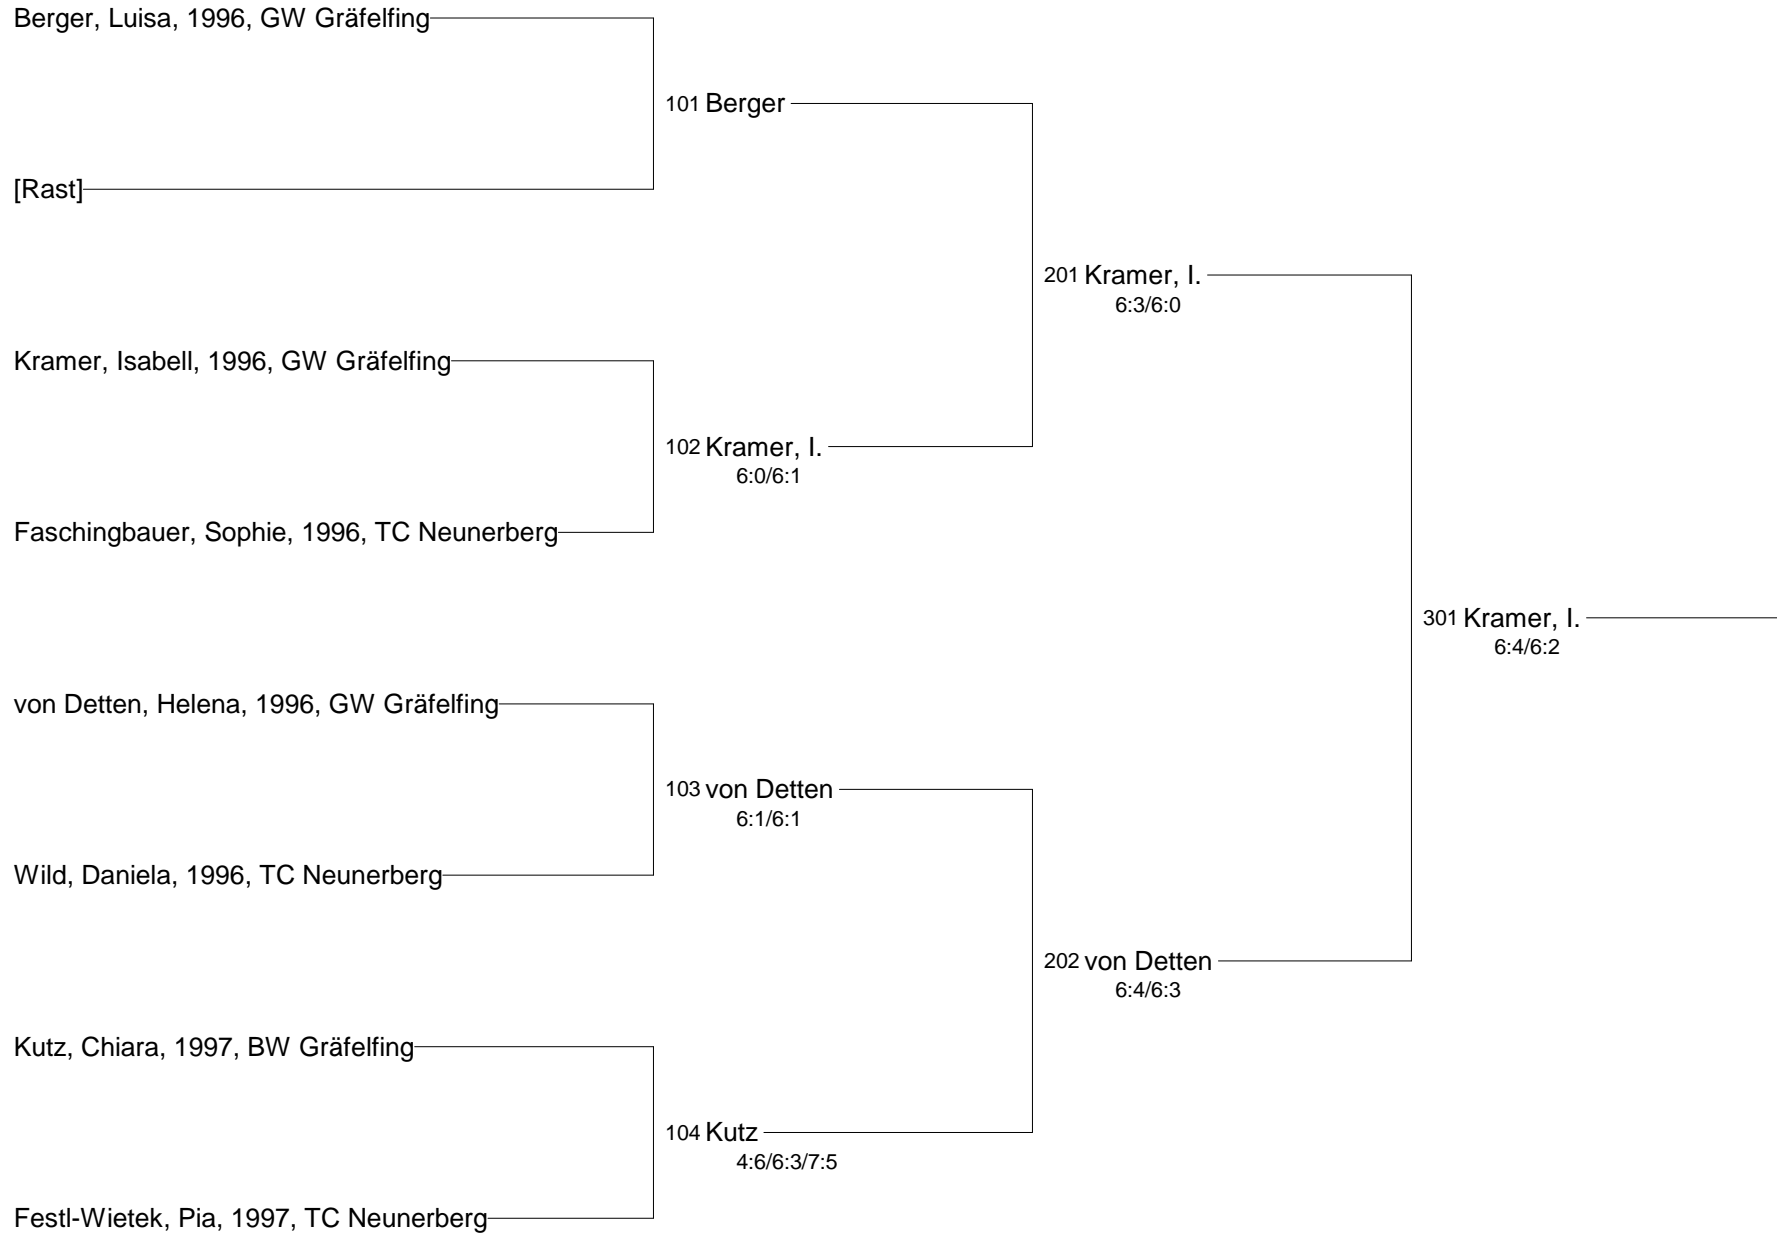 Berger, Luisa, 1996, GW Gräfelfing
101 Berger
[Rast]
201 Kramer, I.
6:3/6:0
Kramer, Isabell, 1996, GW Gräfelfing
102 Kramer, I.
6:0/6:1
Faschingbauer, Sophie, 1996, TC Neunerberg
301 Kramer, I.
6:4/6:2
von Detten, Helena, 1996, GW Gräfelfing
103 von Detten
6:1/6:1
Wild, Daniela, 1996, TC Neunerberg
202 von Detten
6:4/6:3
Kutz, Chiara, 1997, BW Gräfelfing
104 Kutz
4:6/6:3/7:5
Festl-Wietek, Pia, 1997, TC Neunerberg